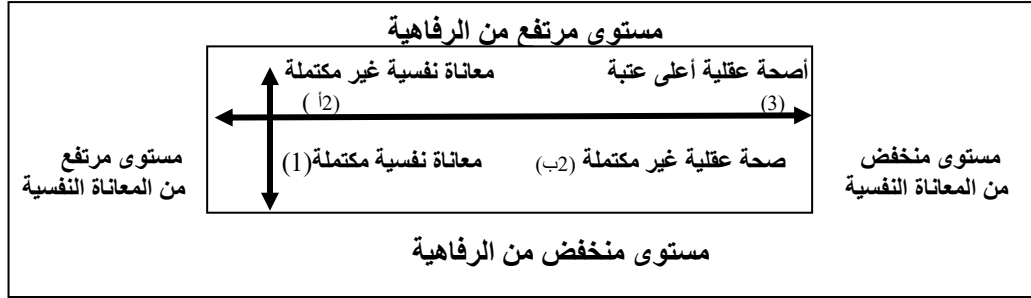 مستوى مرتفع من الرفاهية
أصحة عقلية أعلى عتبة
(3)
معاناة نفسية غير مكتملة
(2أ )
مستوى منخفض
من المعاناة النفسية
صحة عقلية غير مكتملة (2ب)
معاناة نفسية مكتملة(1)
مستوى مرتفع
من المعاناة النفسية
مستوى منخفض من الرفاهية